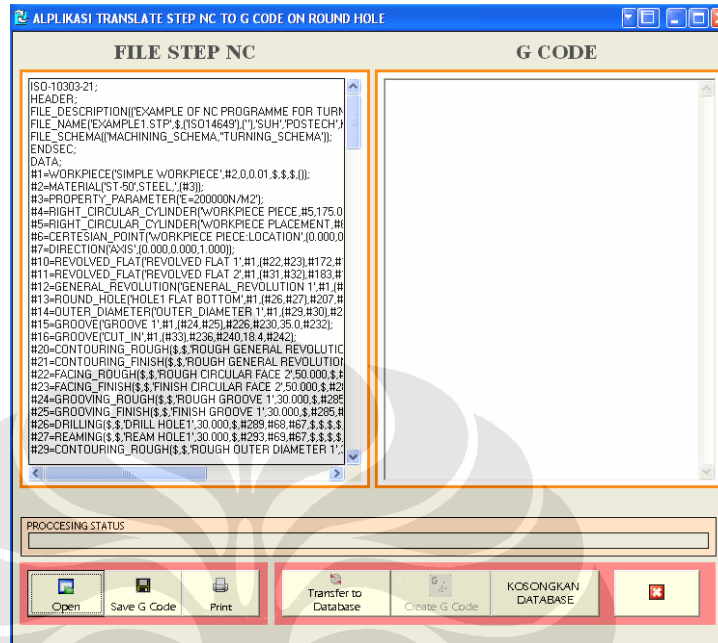 ALPLIKASI TRANSLATE STEP NC TO G CODE ON ROUND HOLE
FILE STEP NC
G CODE
ISO-10303-21;
HEADER;
FILE_DESCRIPTION(('EXAMPLE OF NC PROGRAMME FOR TURN
FILE_NAME('EXAMPLE1.STP',$,('ISO14649'),(''),'SUH','POSTECH',
FILE_SCHEMA(('MACHINING_SCHEMA,''TURNING_SCHEMA'));
ENDSEC;
DATA;
#1=WORKPIECE('SIMPLE WORKPIECE',#2,0.01,$,$,$,());
#2=MATERIAL('ST-50',STEEL,',(#3));
#3=PROPERTY_PARAMETER('E=200000N/M2');
#4=RIGHT_CIRCULAR_CYLINDER('WORKPIECE PIECE,#5,175.0
#5=RIGHT_CIRCULAR_CYLINDER('WORKPIECE PLACEMENT,#6
#6=CERTESIAN_POINT('WORKPIECE PIECE:LOCATION',(0.000,0
#7=DIRECTION('AXIS',(0.000,0.000,1.000));
#10=REVOLVED_FLAT('REVOLVED FLAT 1',#1,(#22,#23),#172,#
#11=REVOLVED_FLAT('REVOLVED FLAT 2',#1,(#31,#32),#183,#
#12=GENERAL_REVOLUTION('GENERAL_REVOLUTION 1',#1,(#
#13=ROUND_HOLE('HOLE1 FLAT BOTTOM',#1,(#26,#27),#207,#
#14=OUTER_DIAMETER('OUTER_DIAMETER 1',#1,(#29,#30),#2
#15=GROOVE('GROOVE 1',#1,(#24,#25),#226,#230,35.0,#232);
#16=GROOVE('CUT_IN',#1,(#33),#236,#240,18.4,#242);
#20=CONTOURING_ROUGH($,$,'ROUGH GENERAL REVOLUTIO
#21=CONTOURING_FINISH($,$,'ROUGH GENERAL REVOLUTIO
#22=FACING_ROUGH($,$,'ROUGH CIRCULAR FACE 2',50.000,$,#
#23=FACING_FINISH($,$,'FINISH CIRCULAR FACE 2',50.000,$,#2
#24=GROOVING_ROUGH($,$,'ROUGH GROOVE 1',30.000,$,#285
#25=GROOVING_FINISH($,$,'FINISH GROOVE 1',30.000,$,#285,#
#26=DRILLING($,$,'DRILL HOLE1',30.000,$,#289,#68,#67,$,$,$,$,
#27=REAMING($,$,'REAM HOLE1',30.000,$,#293,#69,#67,$,$,$,$,
#29=CONTOURING_ROUGH($,$,'ROUGH OUTER DIAMETER 1',
PROCCESING STATUS
Open
Save G Code
Print
Transfer to
Database
Create G Code
KOSONGKAN
DATABASE